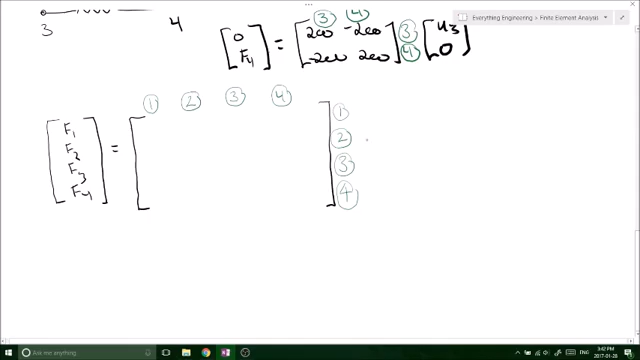 Everything Engineering > Finite Element Analysis
3 4
③ ④
[0 F4] = [200 -200 ③ [u3
-200 200] ④ 0]
① ② ③ ④
F1 ①
F2 = ②
F3 ③
F4 ④
Ask me anything
3:42 PM
2017-01-28